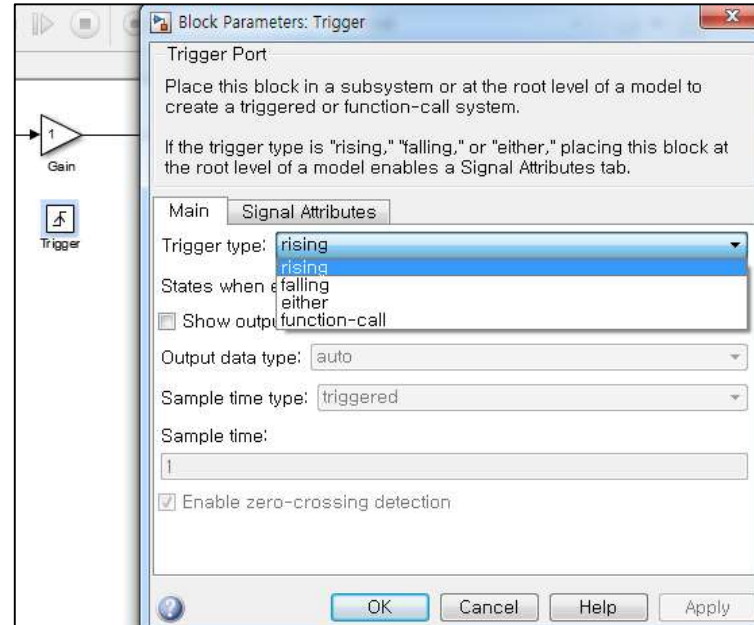 Block Parameters: Trigger
Trigger Port
Place this block in a subsystem or at the root level of a model to
create a triggered or function-call system.
If the trigger type is "rising," "falling," or "either," placing this block at
the root level of a model enables a Signal Attributes tab.
1
Gain
Trigger
Main Signal Attributes
Trigger type: rising
rising
States when
falling
either
Show
function-call
Output data type: auto
Sample time type: triggered
Sample time:
1
Enable zero-crossing detection
OK Cancel Help Apply